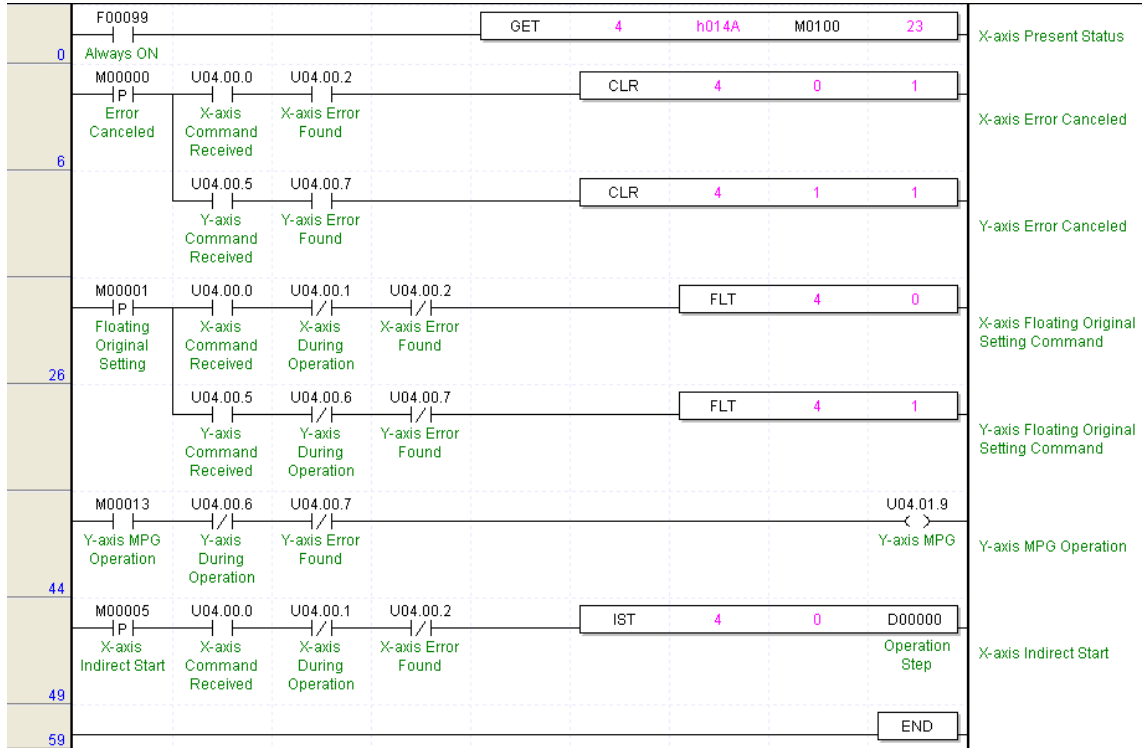 F00099
GET 4 h014A M0100 23
X-axis Present Status
0 Always ON
M00000 U04.00.0 U04.00.2
P
CLR 4 0 1
Error X-axis X-axis Error
Canceled Command Found
Received
X-axis Error Canceled
6
U04.00.5 U04.00.7
CLR 4 1 1
Y-axis Y-axis Error
Command Found
Received
Y-axis Error Canceled
M00001 U04.00.0 U04.00.1 U04.00.2
P
FLT 4 0
Floating X-axis X-axis X-axis Error
Original Command During Found
Setting Received Operation
X-axis Floating Original
Setting Command
26
U04.00.5 U04.00.6 U04.00.7
FLT 4 1
Y-axis Y-axis Y-axis Error
Command During Found
Received Operation
Y-axis Floating Original
Setting Command
M00013 U04.00.6 U04.00.7 U04.01.9
Y-axis MPG Y-axis Y-axis Error Y-axis MPG
Operation During Found
Operation
Y-axis MPG Operation
44
M00005 U04.00.0 U04.00.1 U04.00.2
P
IST 4 0 D00000
X-axis X-axis X-axis X-axis Error Operation
Indirect Start Command During Found Step
Received Operation
X-axis Indirect Start
49
END
59